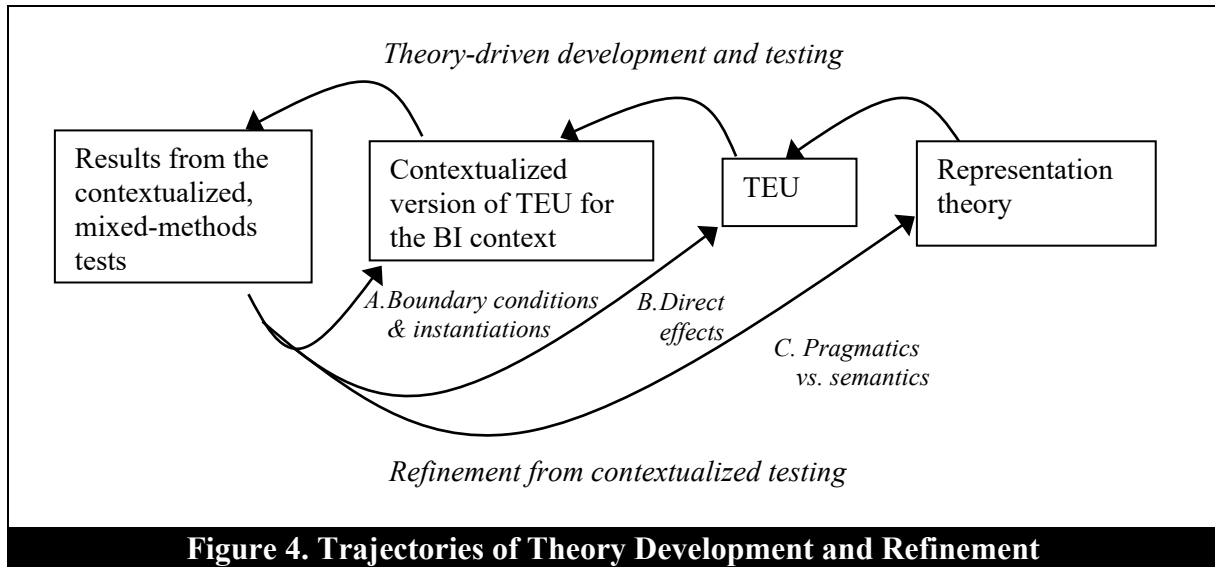 Theory-driven development and testing
Results from the
contextualized,
mixed-methods
tests
Contextualized
version of TEU for
the BI context
TEU
Representation
theory
A.Boundary conditions
& instantiations
B.Direct
effects
C. Pragmatics
vs. semantics
Refinement from contextualized testing
Figure 4. Trajectories of Theory Development and Refinement